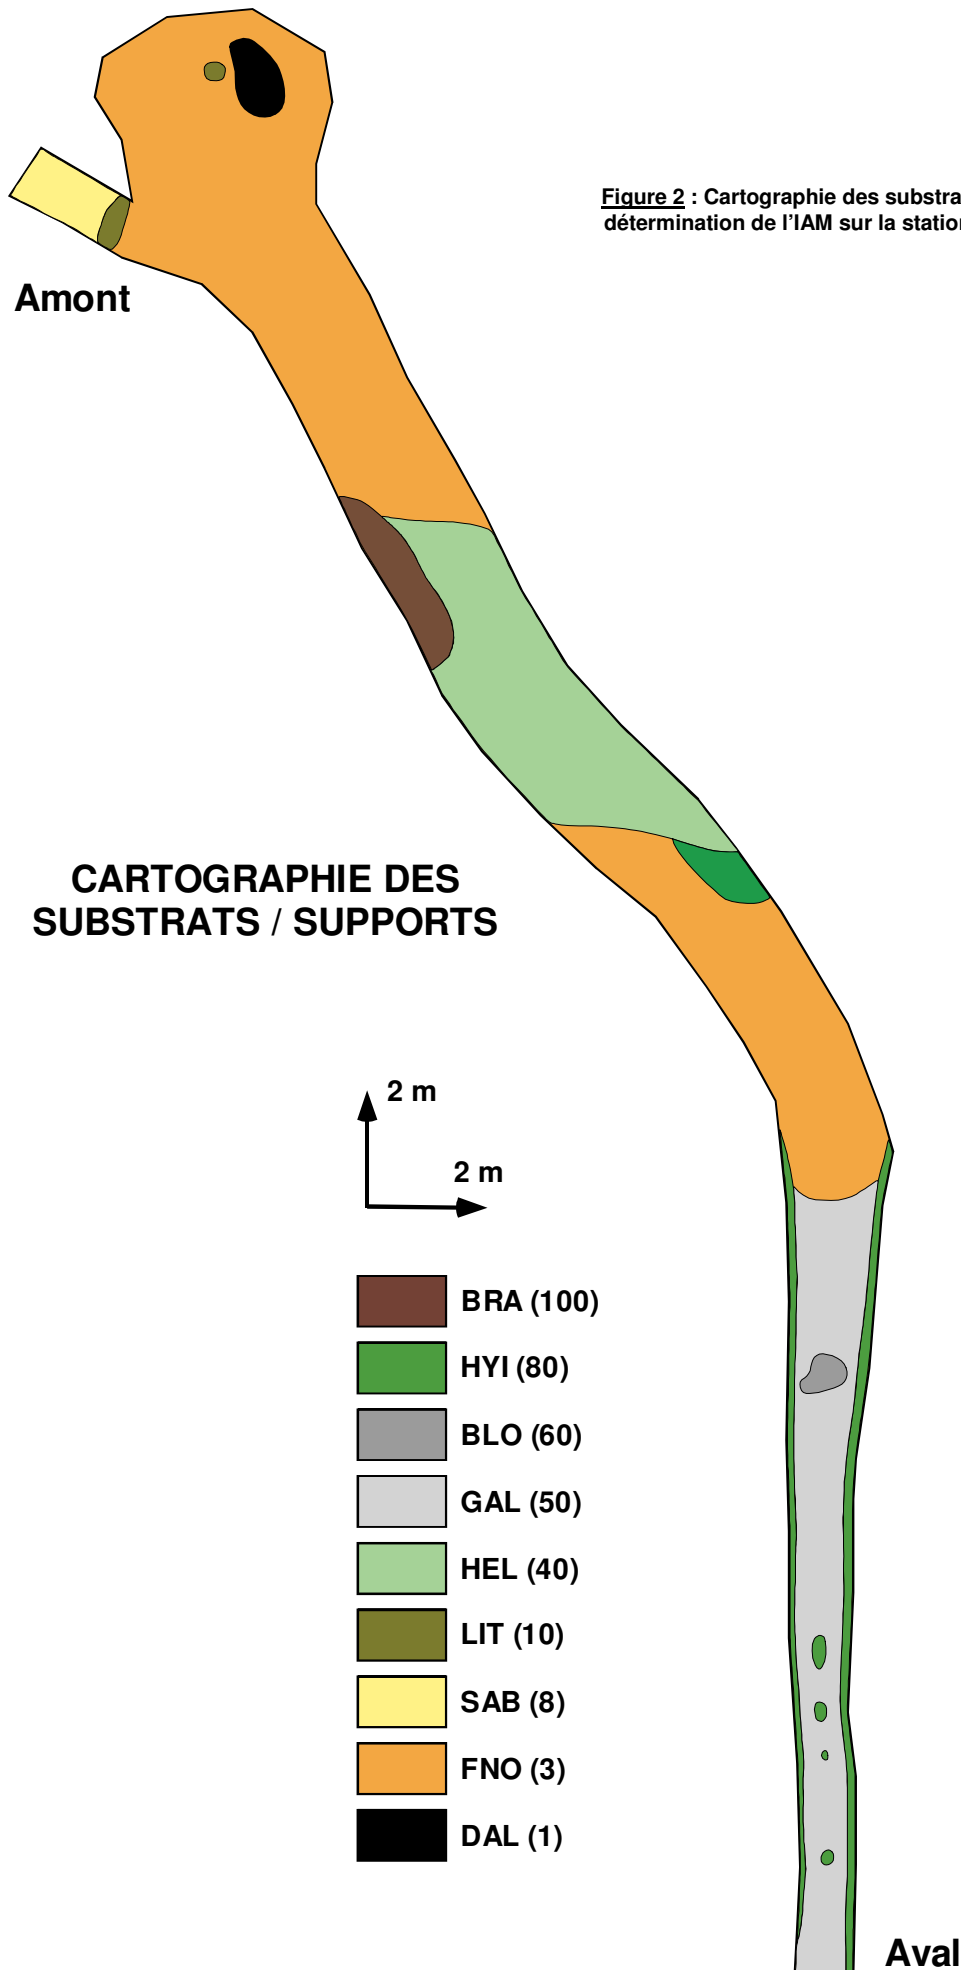 Figure 2 : Cartographie des substra
détermination de l'IAM sur la station
Amont
CARTOGRAPHIE DES
SUBSTRATS / SUPPORTS
2 m
2 m
BRA (100)
HYI (80)
BLO (60)
GAL (50)
HEL (40)
LIT (10)
SAB (8)
FNO (3)
DAL (1)
Aval